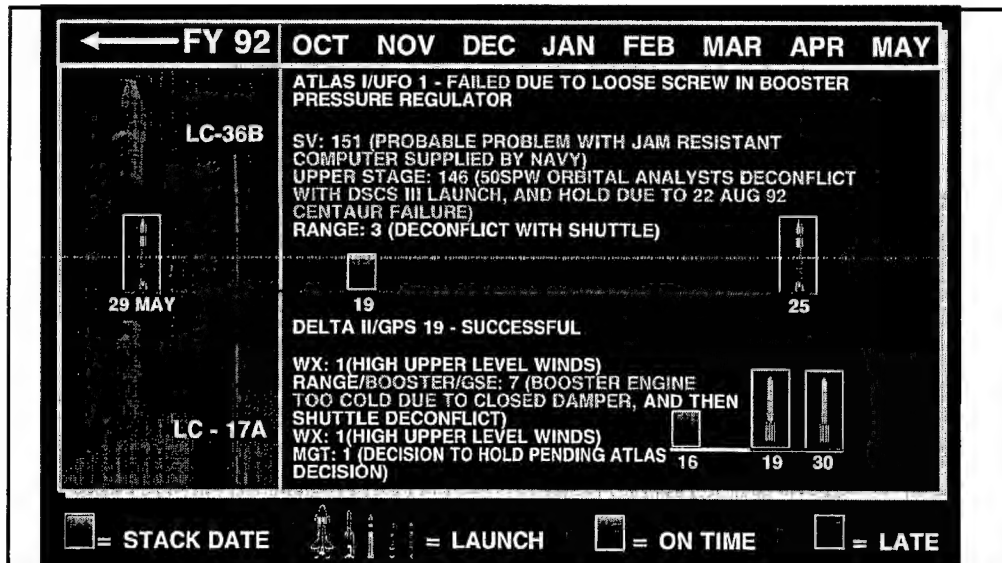 FY 92 OCT NOV DEC JAN FEB MAR APR MAY
ATLAS I/UFO 1 - FAILED DUE TO LOOSE SCREW IN BOOSTER
PRESSURE REGULATOR
LC-36B
SV: 151 (PROBABLE PROBLEM WITH JAM RESISTANT
COMPUTER SUPPLIED BY NAVY)
UPPER STAGE: 146 (50SPW ORBITAL ANALYSTS DECONFLICT
WITH DSCS III LAUNCH, AND HOLD DUE TO 22 AUG 92
CENTAUR FAILURE)
RANGE: 3 (DECONFLICT WITH SHUTTLE)
29 MAY 19 25
DELTA II/GPS 19 - SUCCESSFUL
WX: 1(HIGH UPPER LEVEL WINDS)
RANGE/BOOSTER/GSE: 7 (BOOSTER ENGINE
TOO COLD DUE TO CLOSED DAMPER, AND THEN
SHUTTLE DECONFLICT)
LC - 17A
WX: 1(HIGH UPPER LEVEL WINDS)
MGT: 1 (DECISION TO HOLD PENDING ATLAS
DECISION)
16 19 30
= STACK DATE = LAUNCH = ON TIME = LATE